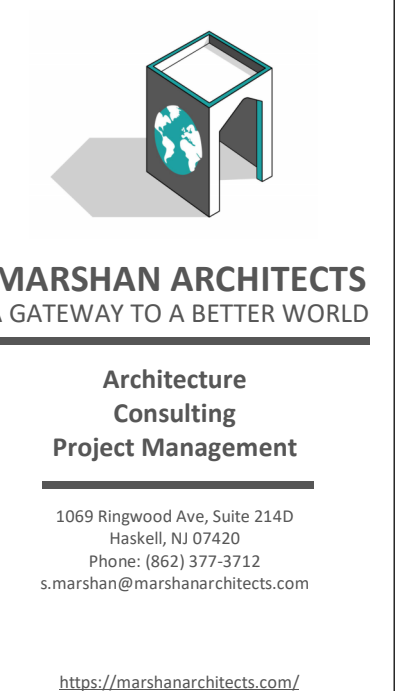 MARSHAN ARCHITECTS
A GATEWAY TO A BETTER WORLD
Architecture
Consulting
Project Management
1069 Ringwood Ave, Suite 214D
Haskell, NJ 07420
Phone: (862) 377-3712
s.marshan@marshanarchitects.com
https://marshanarchitects.com/